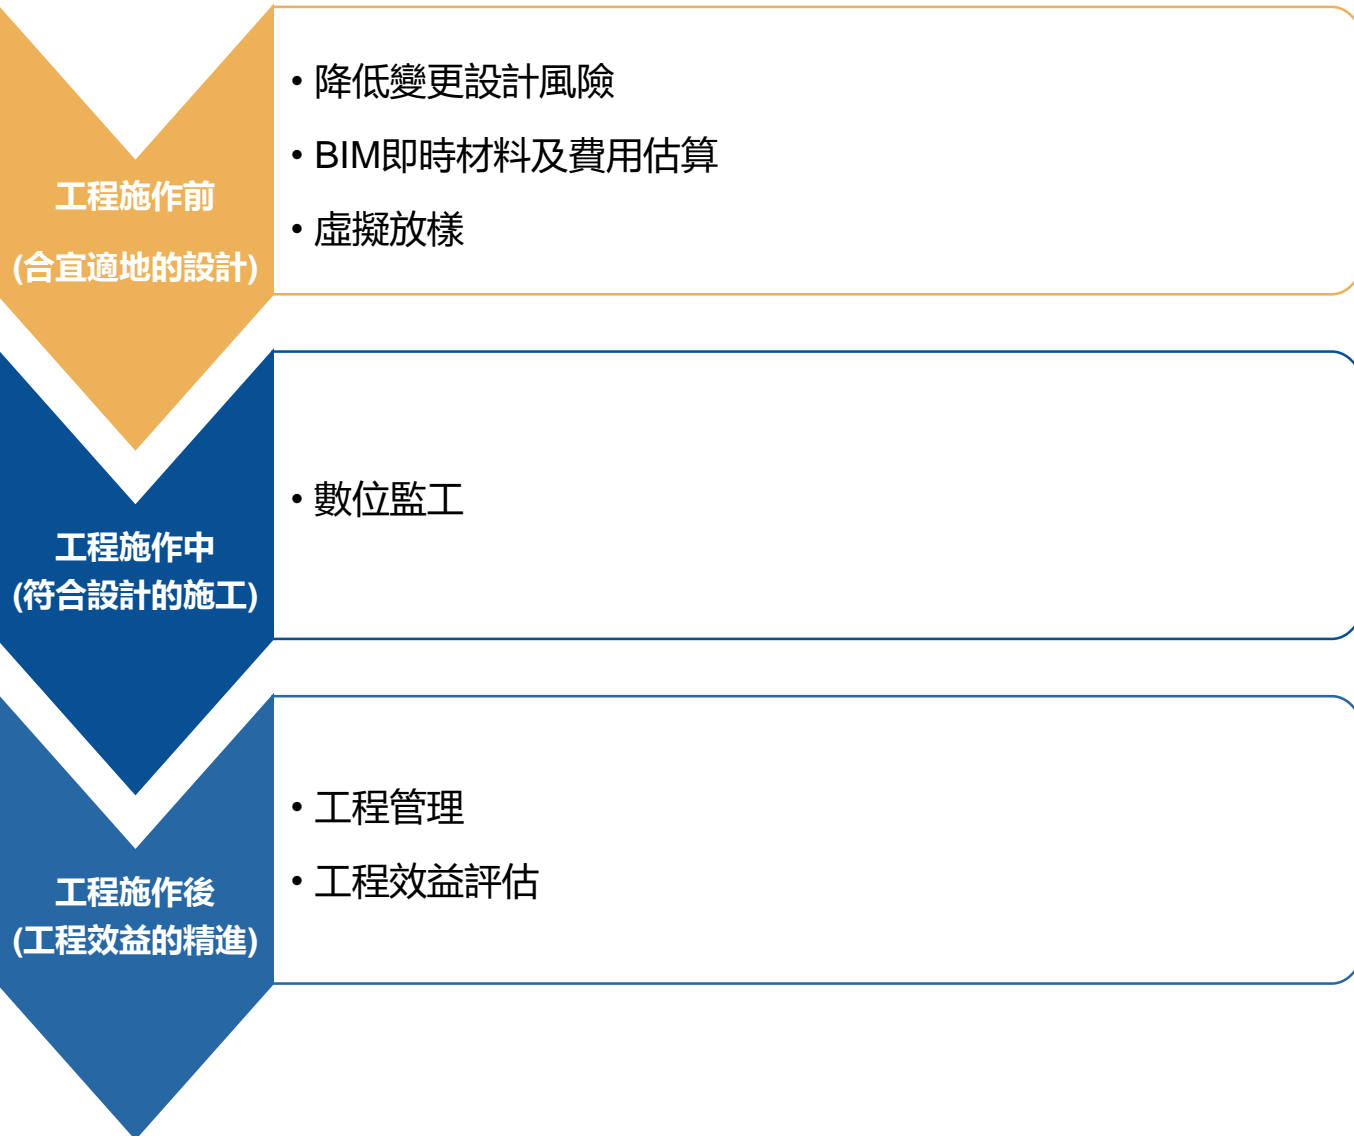 工程施作前
(合宜適地的設計)
• 降低變更設計風險
• BIM即時材料及費用估算
• 虛擬放樣
工程施作中
(符合設計的施工)
• 數位監工
工程施作後
(工程效益的精進)
• 工程管理
• 工程效益評估